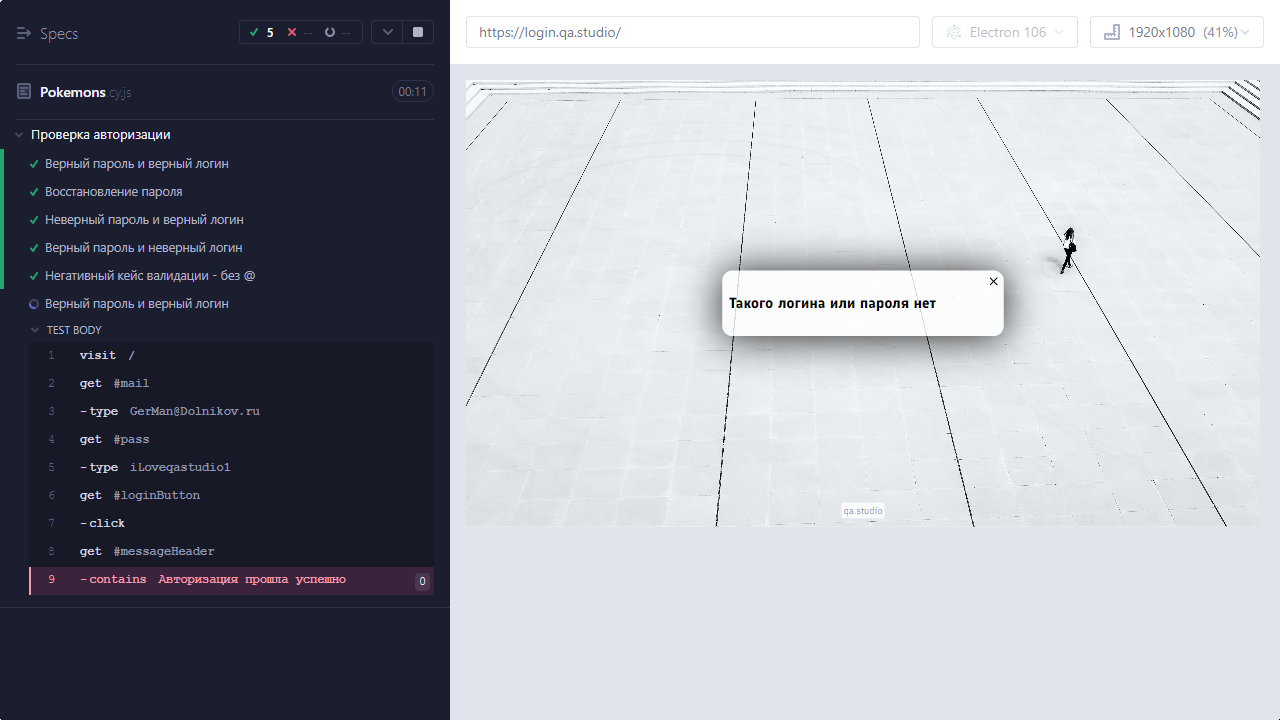 Specs
5
--
--
https://login.qa.studio/
Electron 106
1920x1080 (41%)
Pokemons.cy.js
00:11
Проверка авторизации
Верный пароль и верный логин
Восстановление пароля
Неверный пароль и верный логин
Верный пароль и неверный логин
Негативный кейс валидации - без @
Верный пароль и верный логин
TEST BODY
1 visit /
2 get #mail
3 -type GerMan@Dolnikov.ru
4 get #pass
5 -type iLoveqastudio1
6 get #loginButton
7 -click
8 get #messageHeader
9 -contains Авторизация прошла успешно 0
Такого логина или пароля нет
qa.studio